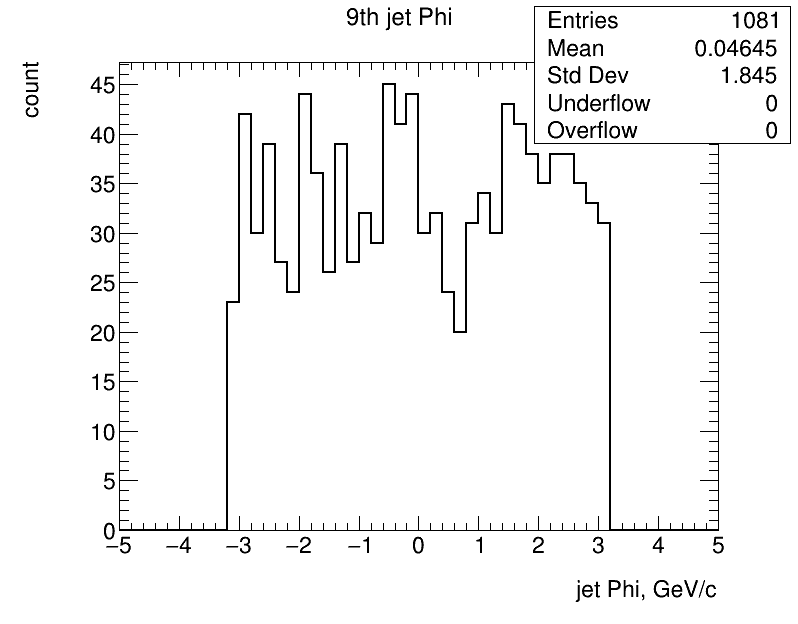 9th jet Phi
Entries 1081
Mean 0.04645
Std Dev 1.845
Underflow 0
Overflow 0
count
45
40
35
30
25
20
15
10
5
0
−5 −4 −3 −2 −1 0 1 2 3 4 5
jet Phi, GeV/c